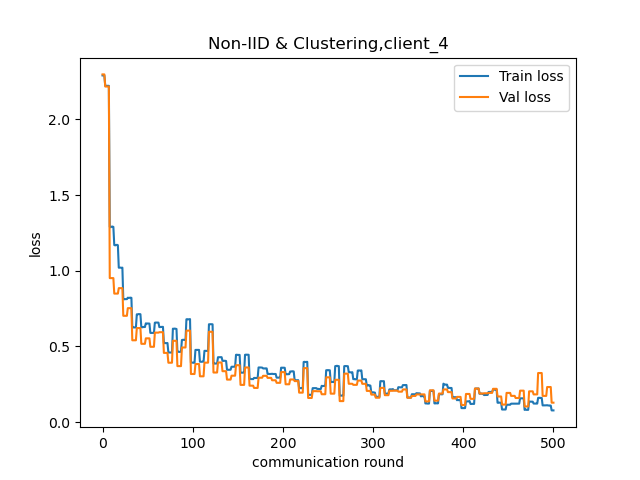 Non-IID & Clustering,client_4
Train loss
Val loss
loss
2.0
1.5
1.0
0.5
0.0
0
100
200
300
400
500
communication round